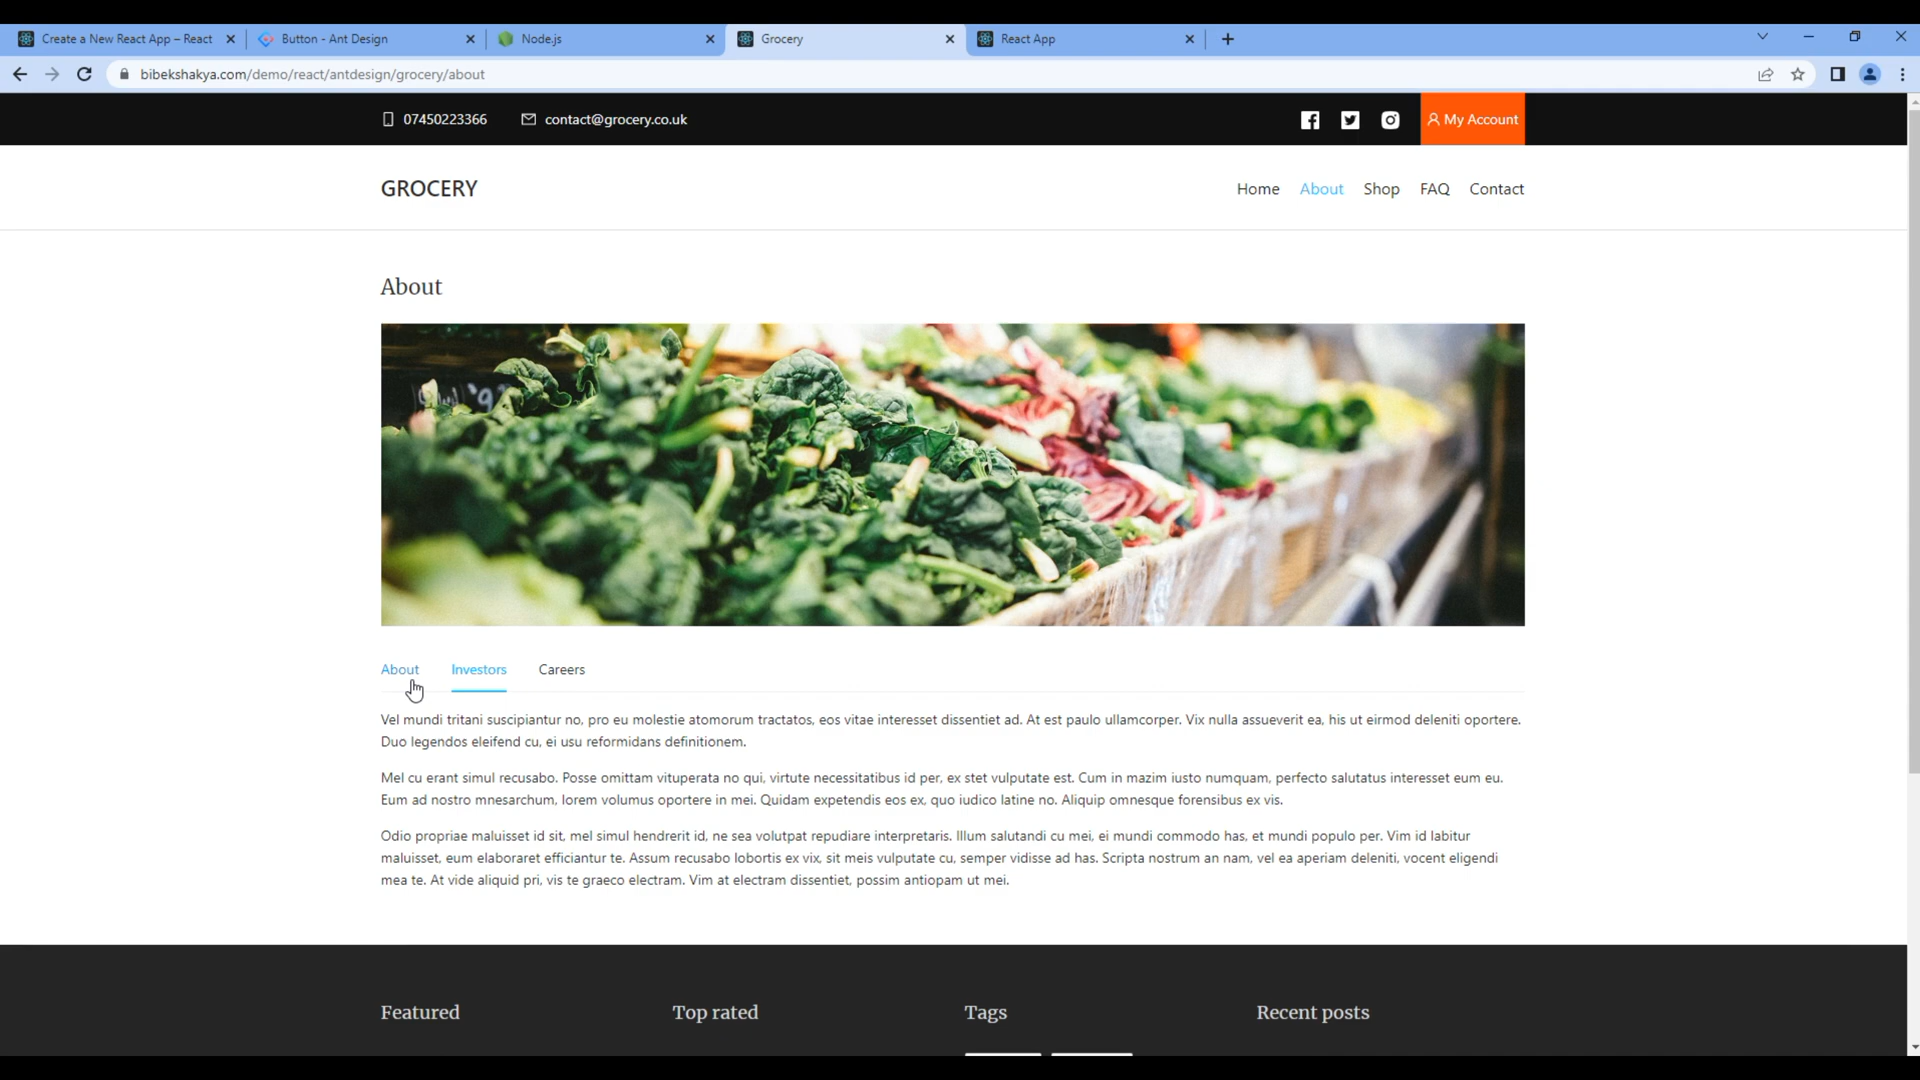 Create a New React App – React
Button - Ant Design
Node.js
Grocery
React App
bibekshakya.com/demo/react/antdesign/grocery/about
07450223366
contact@grocery.co.uk
My Account
GROCERY
Home
About
Shop
FAQ
Contact
About
About
Investors
Careers
Vel mundi tritani suscipiantur no, pro eu molestie atomorum tractatos, eos vitae interesset dissentiet ad. At est paulo ullamcorper. Vix nulla assueverit ea, his ut eirmod deleniti oportere.
Duo legendos eleifend cu, ei usu reformidans definitionem.
Mel cu erant simul recusabo. Posse omittam vituperata no qui, virtute necessitatibus id per, ex stet vulputate est. Cum in mazim iusto numquam, perfecto salutatus interesset eum eu.
Eum ad nostro mnesarchum, lorem volumus oportere in mei. Quidam expetendis eos ex, quo iudico latine no. Aliquip omnesque forensibus ex vis.
Odio propriae maluisset id sit, mel simul hendrerit id, ne sea volutpat repudiare interpretaris. Illum salutandi cu mei, ei mundi commodo has, et mundi populo per. Vim id labitur
maluisset, eum elaboraret efficiantur te. Assum recusabo lobortis ex vix, sit meis vulputate cu, semper vidisse ad has. Scripta nostrum an nam, vel ea aperiam deleniti, vocent eligendi
mea te. At vide aliquid pri, vis te graeco electram. Vim at electram dissentiet, possim antiopam ut mei.
Featured
Top rated
Tags
Recent posts